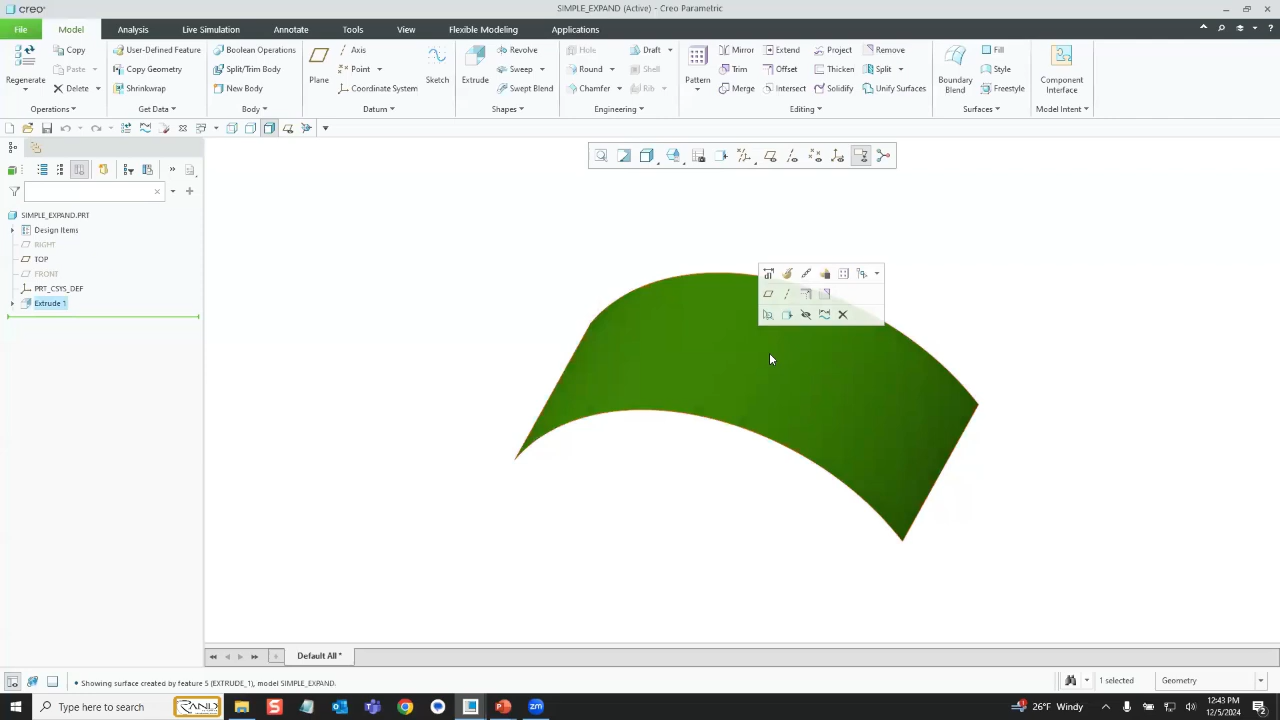 creo
SIMPLE_EXPAND (Active) - Creo Parametric
File Model Analysis Live Simulation Annotate Tools View Flexible Modeling Applications
Regenerate
Copy
Paste
Delete
Operations
User-Defined Feature
Copy Geometry
Shrinkwrap
Get Data
Boolean Operations
Split/Trim Body
New Body
Body
Plane
Axis
Coordinate System
Sketch
Datum
Extrude
Revolve
Sweep
Swept Blend
Shapes
Hole
Round
Chamfer
Draft
Shell
Rib
Engineering
Pattern
Mirror
Trim
Merge
Extend
Offset
Intersect
Project
Thicken
Solidify
Remove
Split
Unify Surfaces
Editing
Boundary
Blend
Fill
Style
Freestyle
Surfaces
Component
Interface
Model Intent
SIMPLE_EXPAND.PRT
Design Items
RIGHT
TOP
FRONT
PRT_CSYS_DEF
Extrude 1
Default All *
Showing surface created by feature 5 (EXTRUDE_1), model SIMPLE_EXPAND.
1 selected
Geometry
Type here to search
RAND
26°F Windy
12:43 PM
12/5/2024
2